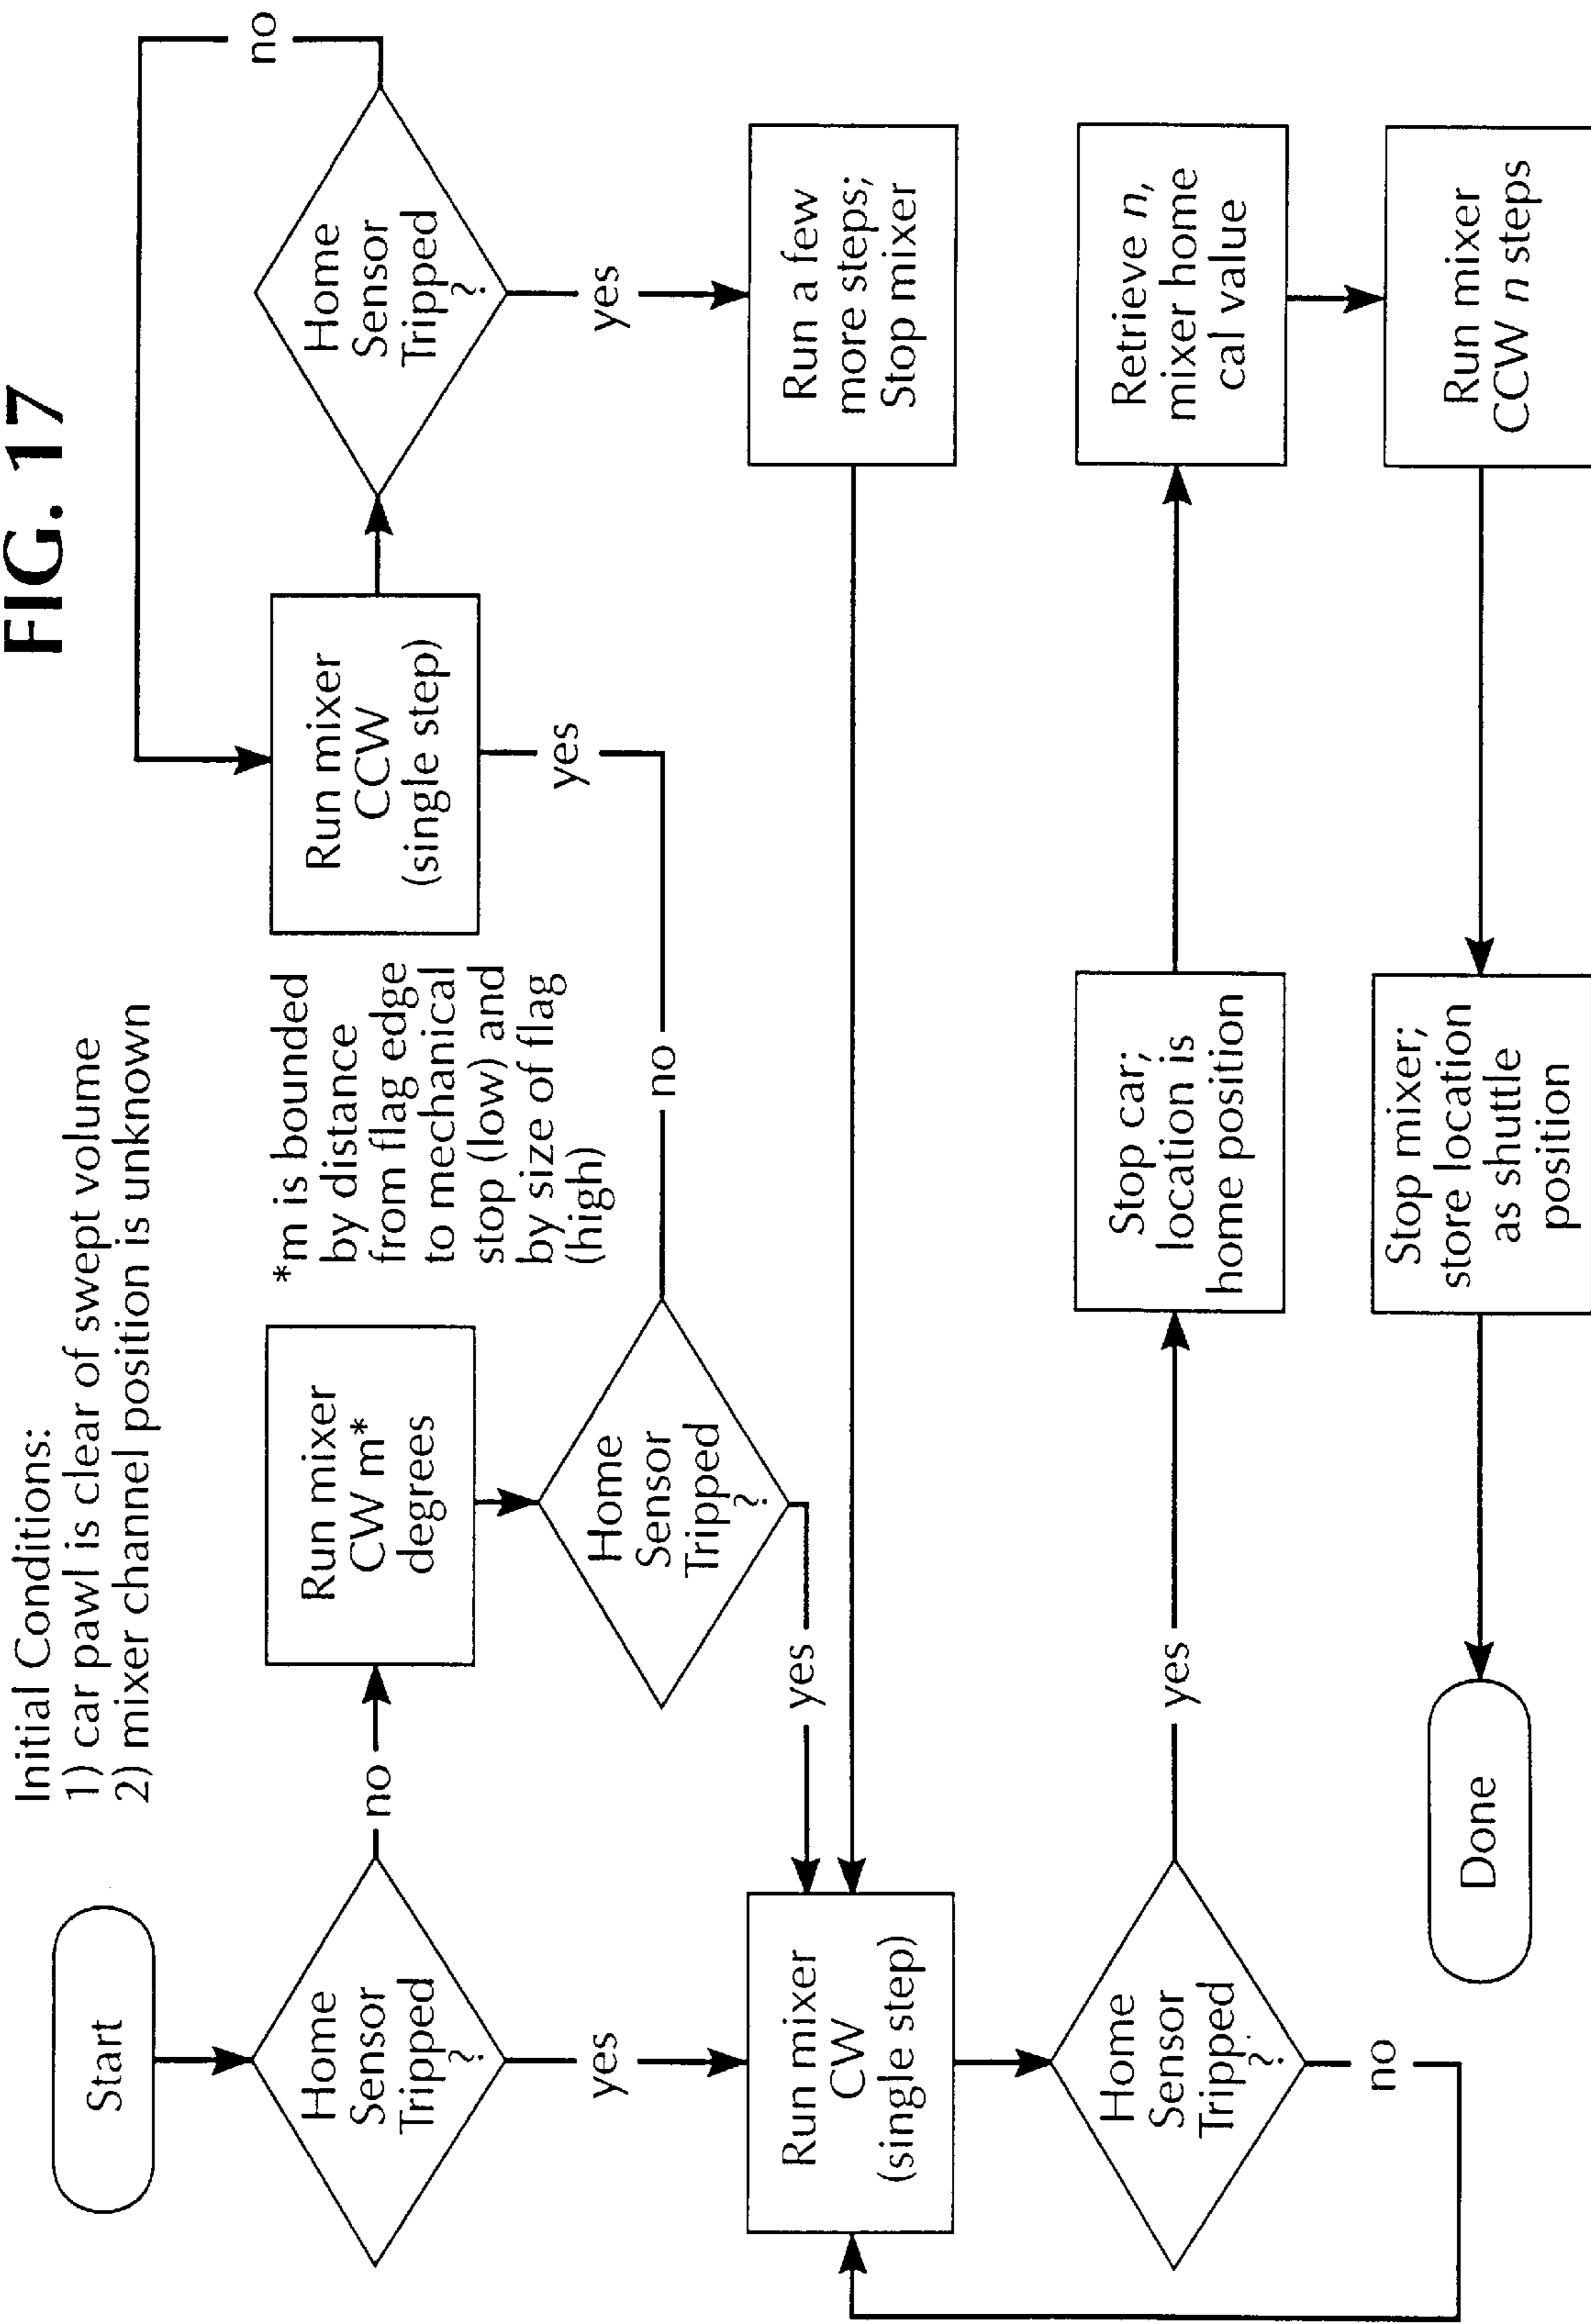 FIG. 17
Initial Conditions:
1) car pawl is clear of swept volume
2) mixer channel position is unknown
Start
Home
Sensor
Tripped
?
no
yes
Run mixer
CW m*
degrees
*m is bounded
by distance
from flag edge
to mechanical
stop (low) and
by size of flag
(high)
Home
Sensor
Tripped
?
no
yes
yes
Run mixer
CCW
(single step)
Home
Sensor
Tripped
?
no
yes
Run a few
more steps;
Stop mixer
Run mixer
CW
(single step)
Home
Sensor
Tripped
?
no
yes
Stop car;
location is
home position
Retrieve n,
mixer home
cal value
Run mixer
CCW n steps
Stop mixer;
store location
as shuttle
position
Done